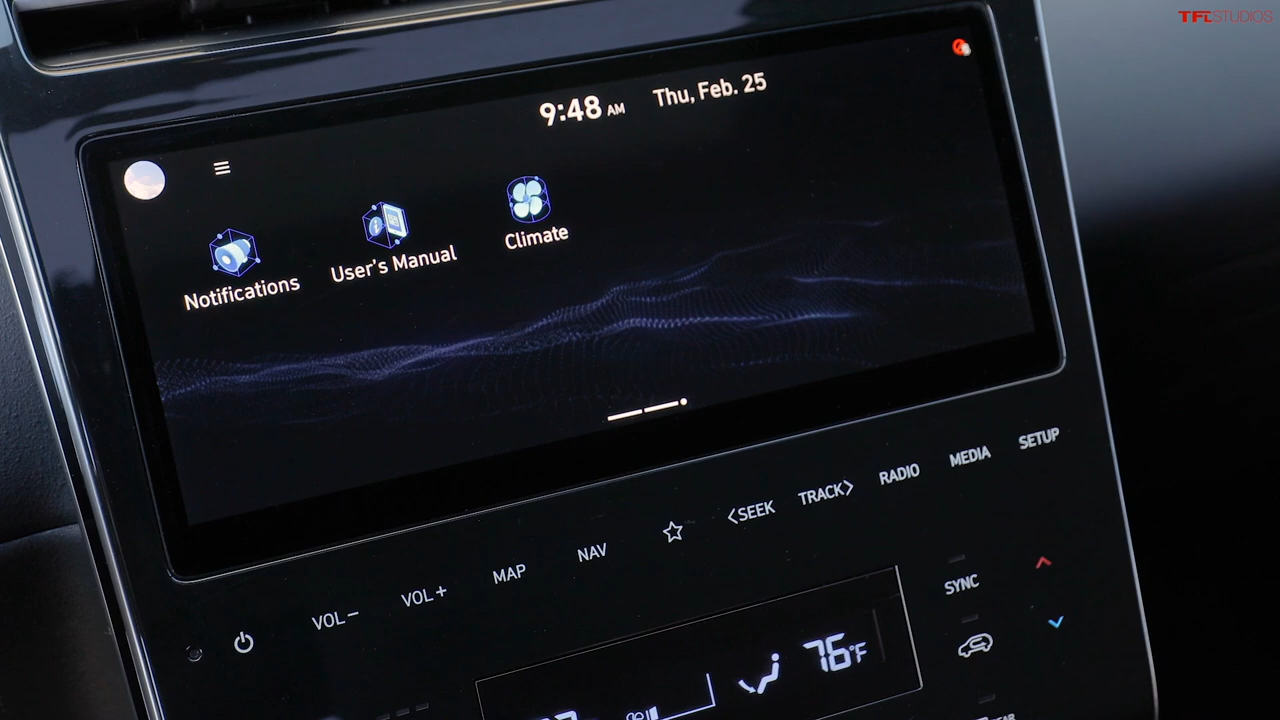 TFLSTUDIOS
9:48 AM Thu, Feb. 25
Notifications
User's Manual
Climate
VOL−
VOL+
MAP
NAV
<SEEK
TRACK>
RADIO
MEDIA
SETUP
SYNC
76°F